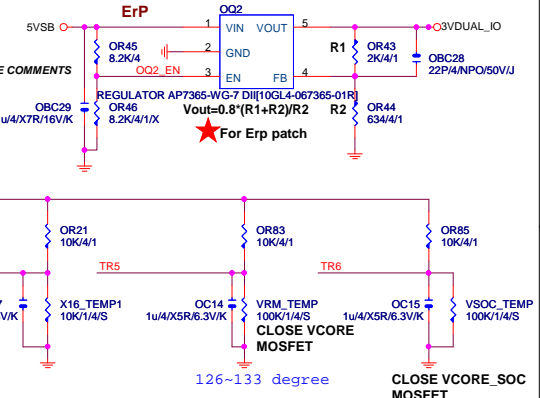 ErP
OQ2
5VSB
1
VIN
VOUT
5
3VDUAL_IO
OR45
8.2K/4
2
GND
R1
OR43
2K/4/1
OBC28
22P/4/NPO/50V/J
COMMENTS
OQ2_EN
3
EN
FB
4
REGULATOR AP7365-WG-7 DII[10GL4-067365-01R]
OBC29
1u/4/X7R/16V/K
OR46
8.2K/4/1/X
Vout=0.8*(R1+R2)/R2
R2
OR44
634/4/1
For Erp patch
OR21
10K/4/1
OR83
10K/4/1
OR85
10K/4/1
TR5
TR6
X16_TEMP1
10K/1/4/S
OC14
1u/4/X5R/6.3V/K
VRM_TEMP
100K/1/4/S
OC15
1u/4/X5R/6.3V/K
VSOC_TEMP
100K/1/4/S
CLOSE VCORE
MOSFET
126~133 degree
CLOSE VCORE_SOC
MOSFET